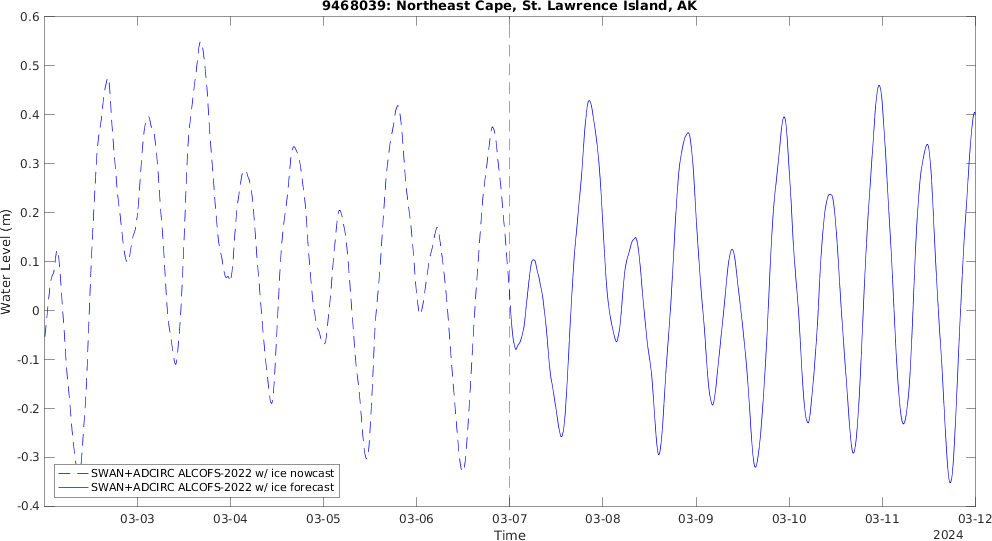 9468039: Northeast Cape, St. Lawrence Island, AK
0.6
0.5
0.4
0.3
0.2
0.1
0
-0.1
-0.2
-0.3
-0.4
Water Level (m)
SWAN+ADCIRC ALCOFS-2022 w/ ice nowcast
SWAN+ADCIRC ALCOFS-2022 w/ ice forecast
03-03 03-04 03-05 03-06 03-07 03-08 03-09 03-10 03-11 03-12
Time
2024